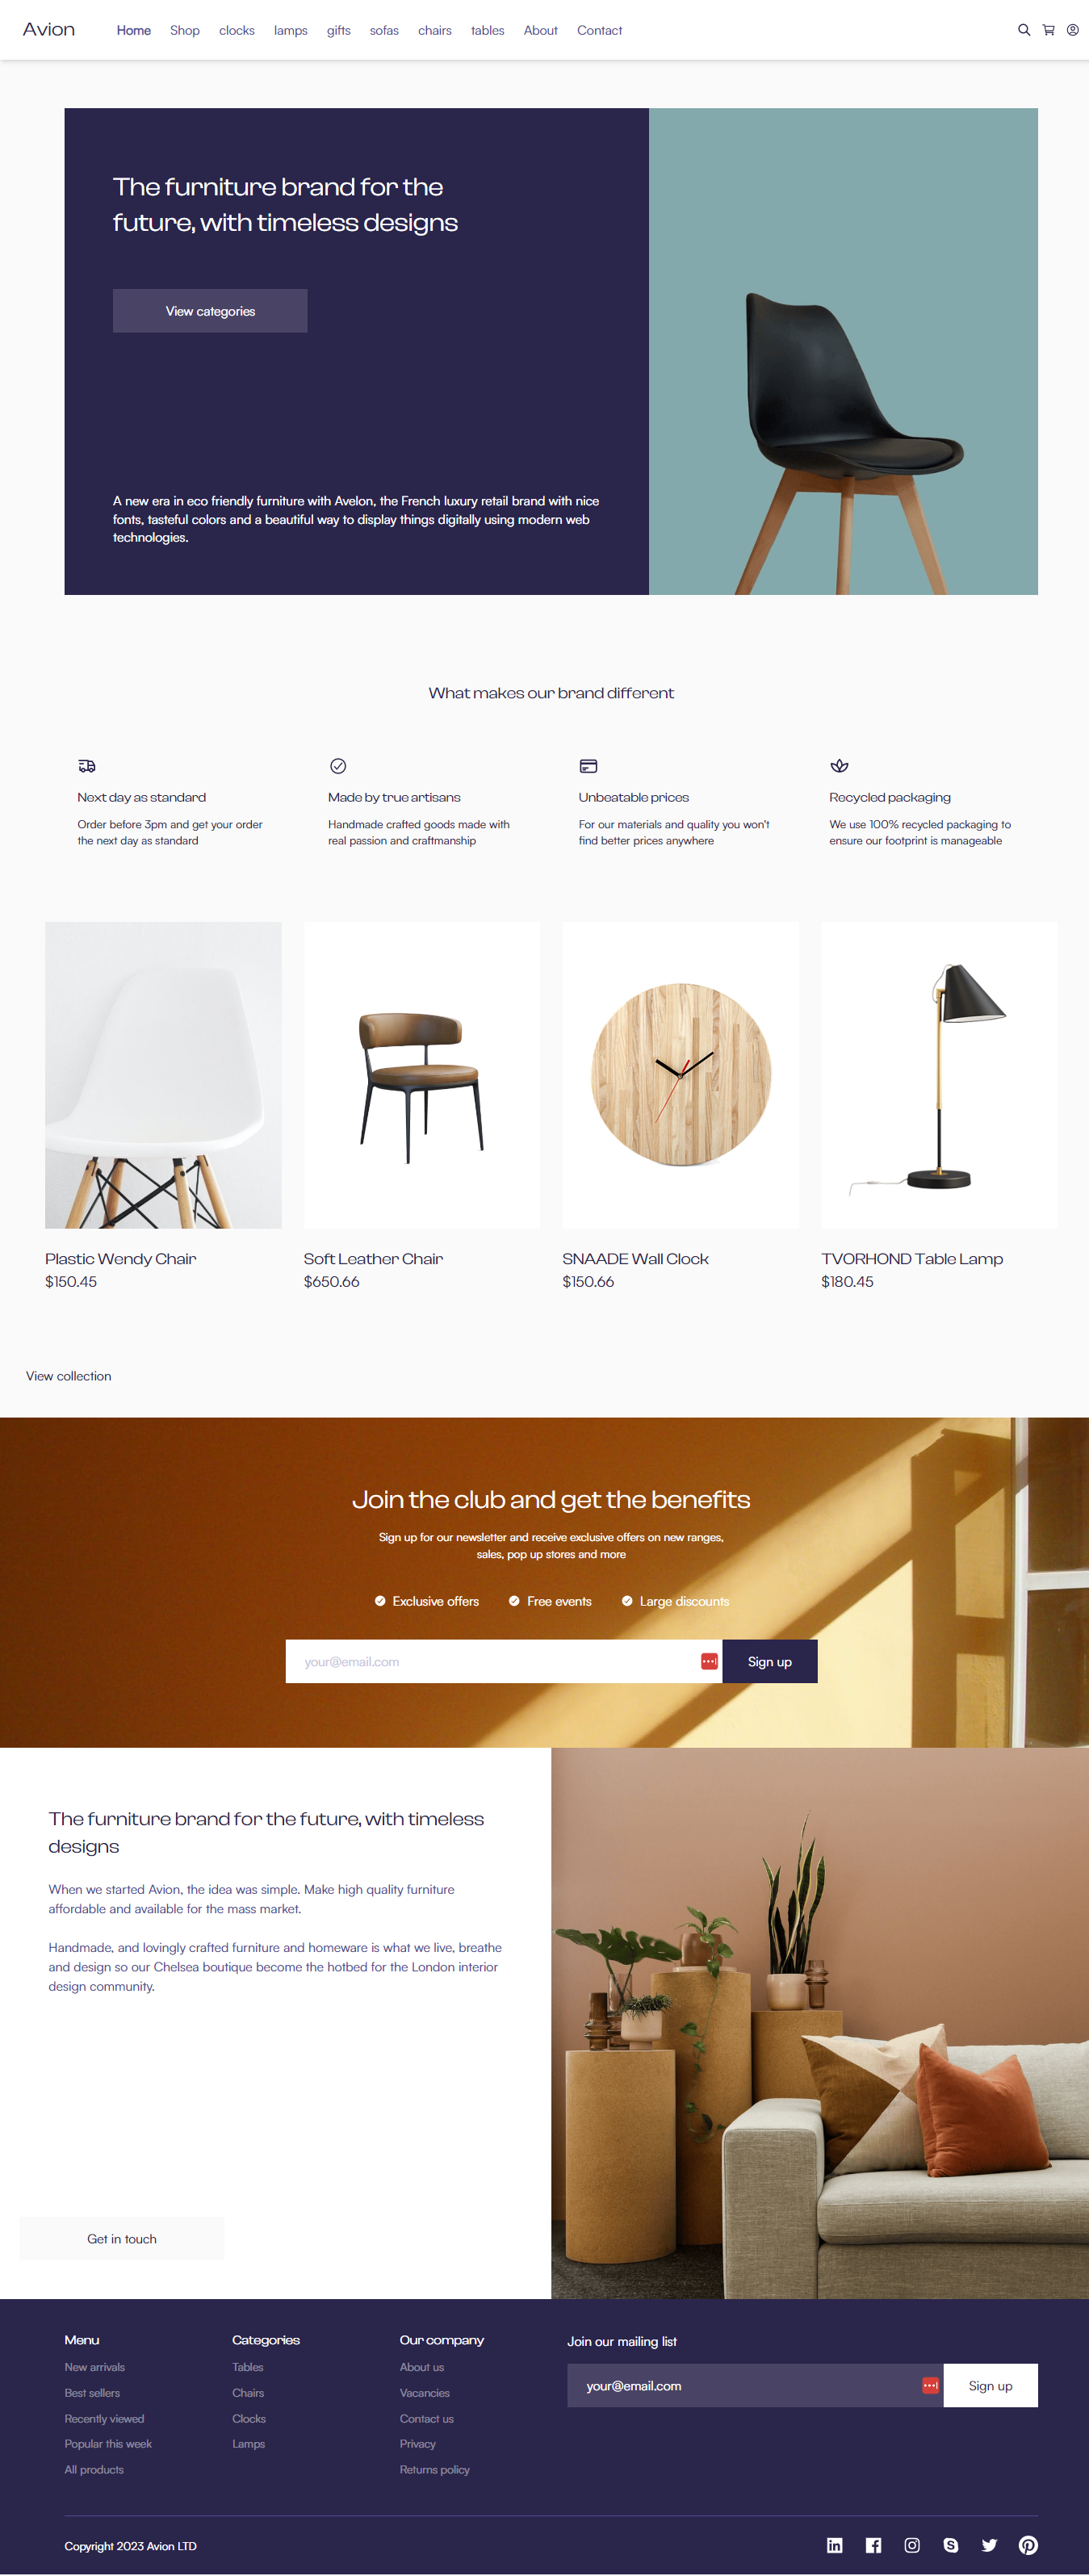 Avion
Home Shop clocks lamps gifts sofas chairs tables About Contact
The furniture brand for the
future, with timeless designs
View categories
A new era in eco friendly furniture with Avelon, the French luxury retail brand with nice
fonts, tasteful colors and a beautiful way to display things digitally using modern web
technologies.
What makes our brand different
Next day as standard
Order before 3pm and get your order
the next day as standard
Made by true artisans
Handmade crafted goods made with
real passion and craftmanship
Unbeatable prices
For our materials and quality you won't
find better prices anywhere
Recycled packaging
We use 100% recycled packaging to
ensure our footprint is manageable
Plastic Wendy Chair
$150.45
Soft Leather Chair
$650.66
SNAADE Wall Clock
$150.66
TVORHOND Table Lamp
$180.45
View collection
Join the club and get the benefits
Sign up for our newsletter and receive exclusive offers on new ranges,
sales, pop up stores and more
Exclusive offers Free events Large discounts
your@email.com
Sign up
The furniture brand for the future, with timeless
designs
When we started Avion, the idea was simple. Make high quality furniture
affordable and available for the mass market.
Handmade, and lovingly crafted furniture and homeware is what we live, breathe
and design so our Chelsea boutique become the hotbed for the London interior
design community.
Get in touch
Menu
New arrivals
Best sellers
Recently viewed
Popular this week
All products
Categories
Tables
Chairs
Clocks
Lamps
Our company
About us
Vacancies
Contact us
Privacy
Returns policy
Join our mailing list
your@email.com
Sign up
Copyright 2023 Avion LTD